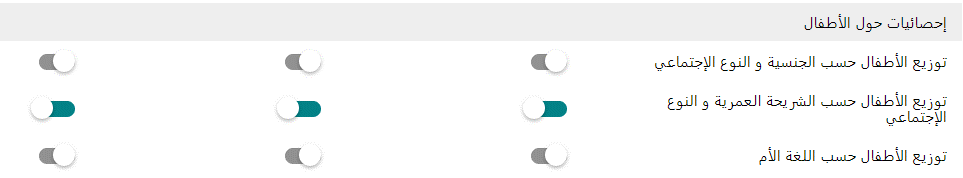 إحصائيات حول الأطفال
توزيع الأطفال حسب الجنسية و النوع الإجتماعي
توزيع الأطفال حسب الشريحة العمرية و النوع
الإجتماعي
توزيع الأطفال حسب اللغة الأم